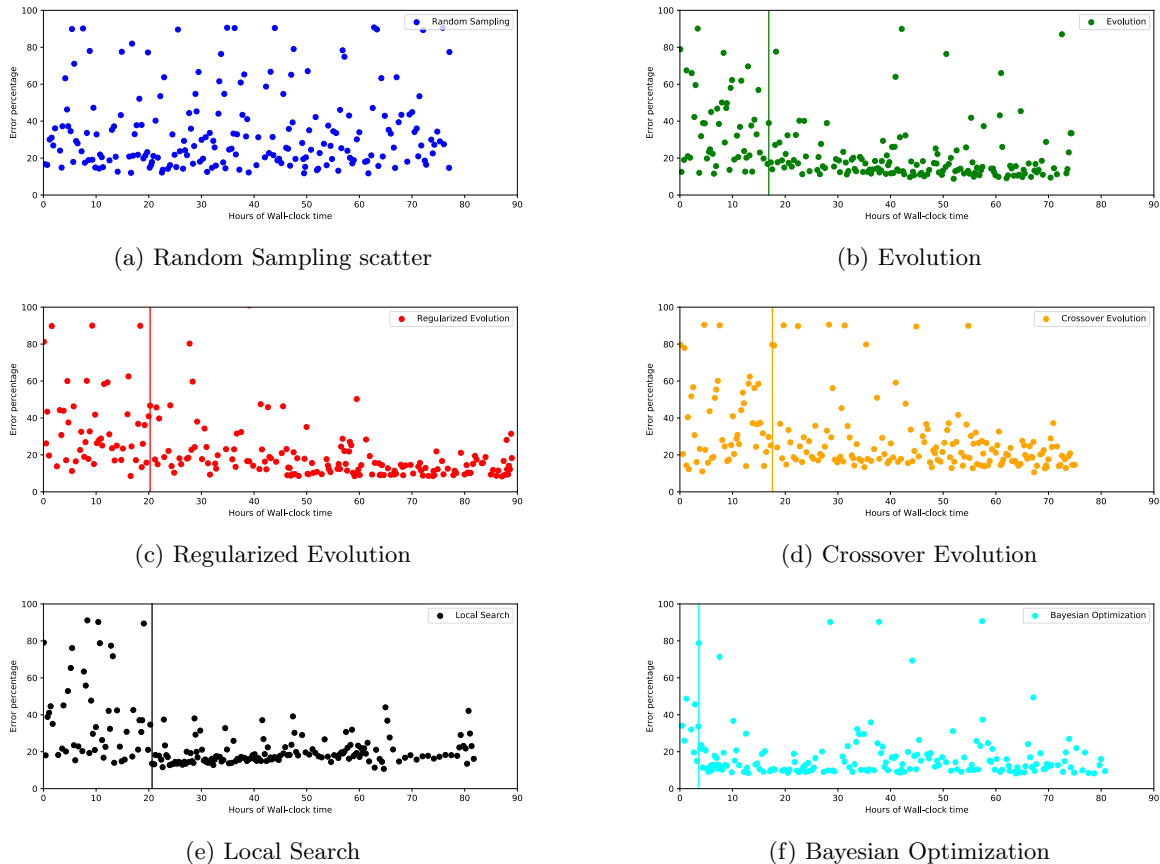 Random Sampling
Error percentage
100
80
60
40
20
0
0 10 20 30 40 50 60 70 80 90
Hours of Wall-clock time
(a) Random Sampling scatter
Evolution
Error percentage
100
80
60
40
20
0
0 10 20 30 40 50 60 70 80 90
Hours of Wall-clock time
(b) Evolution
Regularized Evolution
Error percentage
100
80
60
40
20
0
0 10 20 30 40 50 60 70 80 90
Hours of Wall-clock time
(c) Regularized Evolution
Crossover Evolution
Error percentage
100
80
60
40
20
0
0 10 20 30 40 50 60 70 80 90
Hours of Wall-clock time
(d) Crossover Evolution
Local Search
Error percentage
100
80
60
40
20
0
0 10 20 30 40 50 60 70 80 90
Hours of Wall-clock time
(e) Local Search
Bayesian Optimization
Error percentage
100
80
60
40
20
0
0 10 20 30 40 50 60 70 80 90
Hours of Wall-clock time
(f) Bayesian Optimization